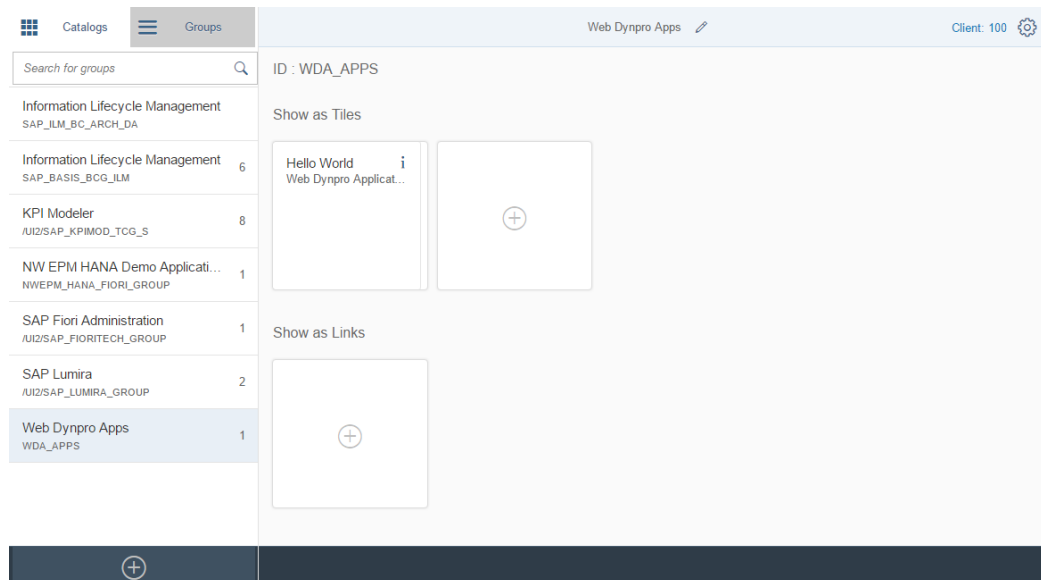 Catalogs
Groups
Web Dynpro Apps
Client: 100
Search for groups
ID : WDA_APPS
Information Lifecycle Management
SAP_ILM_BC_ARCH_DA
Information Lifecycle Management
6
SAP_BASIS_BCG_ILM
KPI Modeler
8
/UI2/SAP_KPIMOD_TCG_S
NW EPM HANA Demo Applicati...
1
NWEPM_HANA_FIORI_GROUP
SAP Fiori Administration
1
/UI2/SAP_FIORITECH_GROUP
SAP Lumira
2
/UI2/SAP_LUMIRA_GROUP
Web Dynpro Apps
1
WDA_APPS
Show as Tiles
Hello World
i
Web Dynpro Applicat...
Show as Links